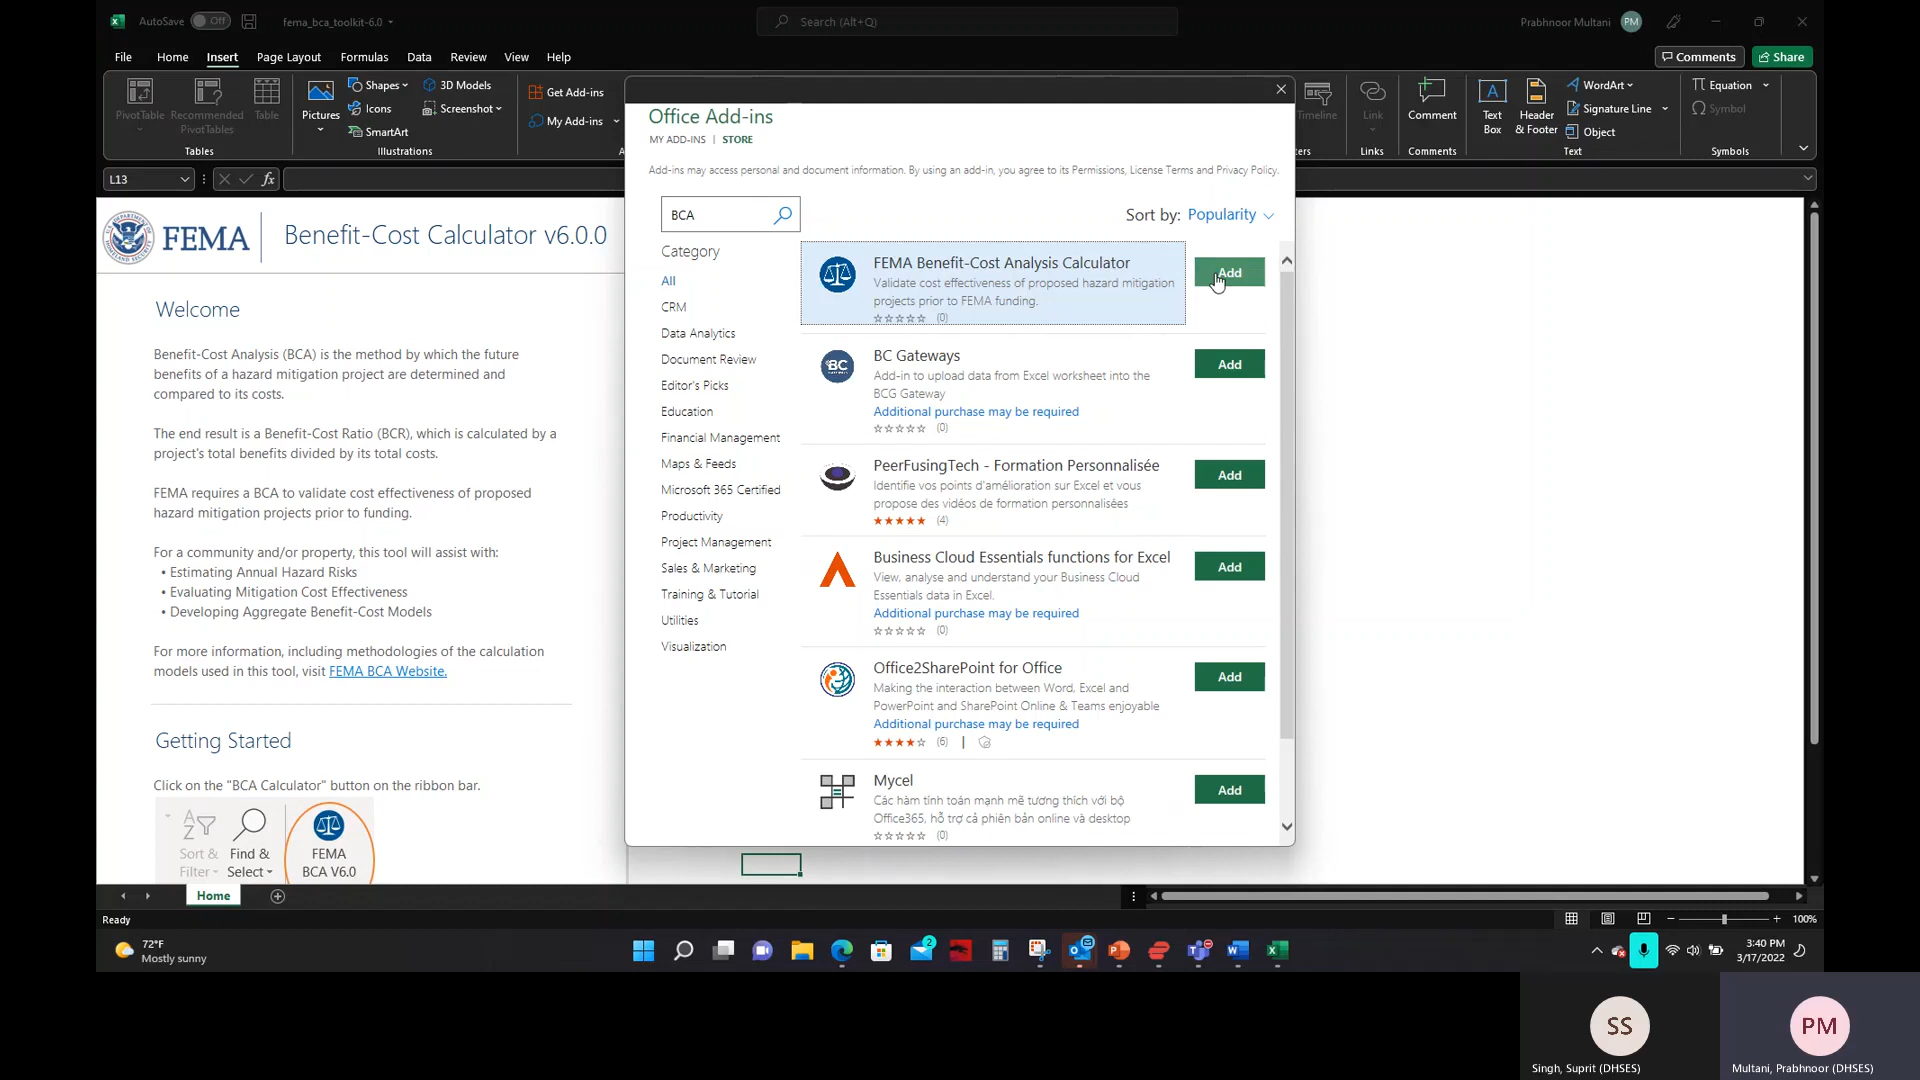 AutoSave Off fema_bca_toolkit-6.0 Search (Alt+Q) Prabhnoor Multani PM
File Home Insert Page Layout Formulas Data Review View Help Comments Share
PivotTable Recommended PivotTables Table
Tables
Pictures Shapes Icons SmartArt 3D Models Screenshot
Illustrations
Get Add-ins
My Add-ins
A
Timeline
ters
Link
Links
Comment
Comments
Text Box Header & Footer WordArt Signature Line Object
Text
Equation Symbol
Symbols
L13 fx
FEMA Benefit-Cost Calculator v6.0.0
Welcome
Benefit-Cost Analysis (BCA) is the method by which the future
benefits of a hazard mitigation project are determined and
compared to its costs.
The end result is a Benefit-Cost Ratio (BCR), which is calculated by a
project's total benefits divided by its total costs.
FEMA requires a BCA to validate cost effectiveness of proposed
hazard mitigation projects prior to funding.
For a community and/or property, this tool will assist with:
• Estimating Annual Hazard Risks
• Evaluating Mitigation Cost Effectiveness
• Developing Aggregate Benefit-Cost Models
For more information, including methodologies of the calculation
models used in this tool, visit FEMA BCA Website.
Getting Started
Click on the "BCA Calculator" button on the ribbon bar.
Sort & Filter
Find & Select
FEMA
BCA V6.0
Office Add-ins
MY ADD-INS | STORE
Add-ins may access personal and document information. By using an add-in, you agree to its Permissions, License Terms and Privacy Policy.
BCA
Sort by: Popularity
Category
All
CRM
Data Analytics
Document Review
Editor's Picks
Education
Financial Management
Maps & Feeds
Microsoft 365 Certified
Productivity
Project Management
Sales & Marketing
Training & Tutorial
Utilities
Visualization
FEMA Benefit-Cost Analysis Calculator
Validate cost effectiveness of proposed hazard mitigation
projects prior to FEMA funding.
(0)
Add
BC
BC Gateways
Add-in to upload data from Excel worksheet into the
BCG Gateway
Additional purchase may be required
(0)
Add
PeerFusingTech - Formation Personnalisée
Identifie vos points d'amélioration sur Excel et vous
propose des vidéos de formation personnalisées
(4)
Add
Business Cloud Essentials functions for Excel
View, analyse and understand your Business Cloud
Essentials data in Excel.
Additional purchase may be required
(0)
Add
Office2SharePoint for Office
Making the interaction between Word, Excel and
PowerPoint and SharePoint Online & Teams enjoyable
Additional purchase may be required
(6) |
Add
Mycel
Các hàm tính toán mạnh mẽ tương thích với bộ
Office365, hỗ trợ cả phiên bản online và desktop
(0)
Add
Home
Ready 100%
72°F
Mostly sunny
2
3:40 PM
3/17/2022
SS
Singh, Suprit (DHSES)
PM
Multani, Prabhnoor (DHSES)